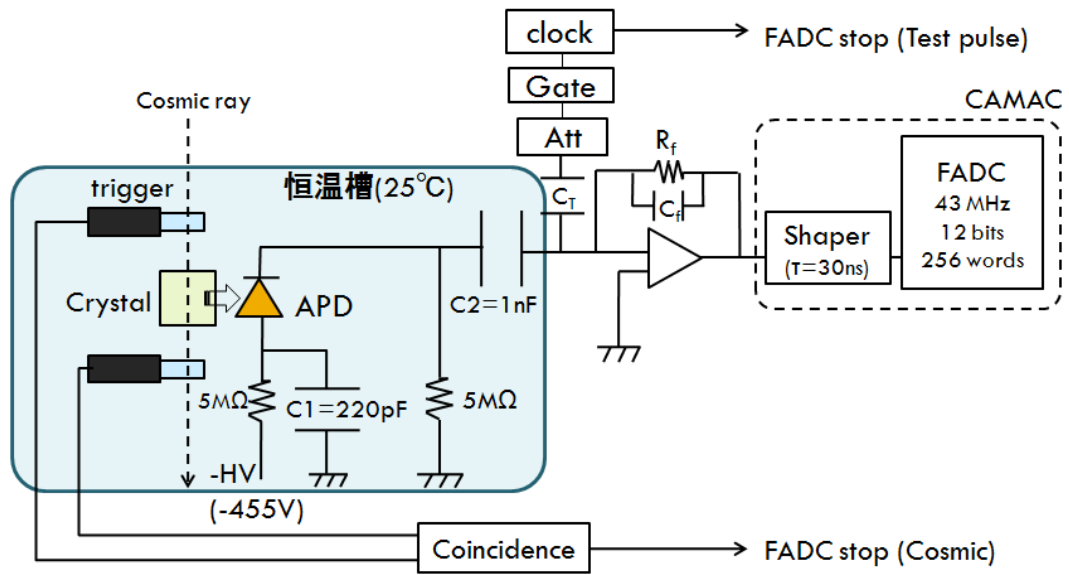 clock
FADC stop (Test pulse)
Gate
Cosmic ray
CAMAC
Att
Rf
trigger
恒温槽(25℃)
CT
Cf
FADC
43 MHz
12 bits
256 words
Shaper
(τ=30ns)
Crystal
APD
C2=1nF
5MΩ
C1=220pF
5MΩ
-HV
(-455V)
Coincidence
FADC stop (Cosmic)